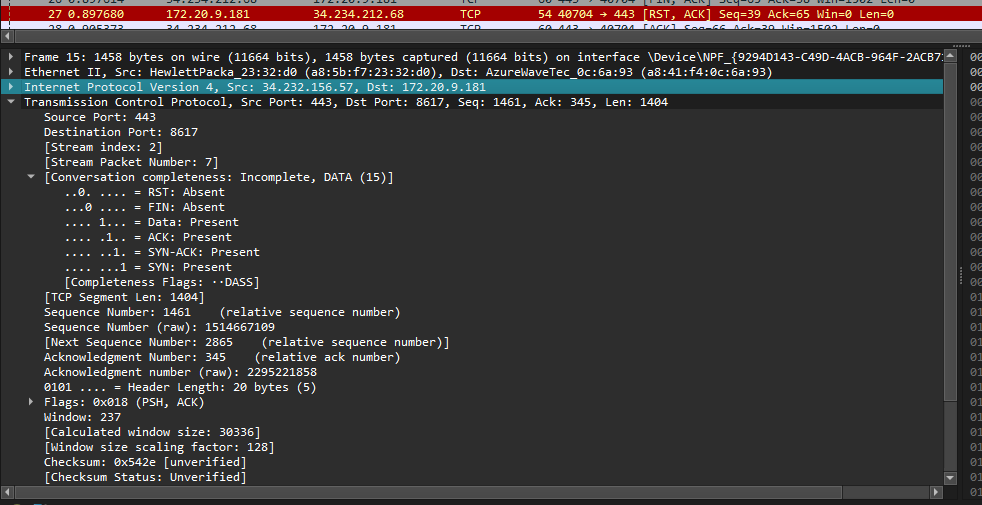 27 0.897680 172.20.9.181 34.234.212.68 TCP 54 40704 → 443 [RST, ACK] Seq=39 Ack=65 Win=0 Len=0
Frame 15: 1458 bytes on wire (11664 bits), 1458 bytes captured (11664 bits) on interface \Device\NPF_{9294D143-C49D-4ACB-964F-2ACB7
Ethernet II, Src: HewlettPacka_23:32:d0 (a8:5b:f7:23:32:d0), Dst: AzureWaveTec_0c:6a:93 (a8:41:f4:0c:6a:93)
Internet Protocol Version 4, Src: 34.232.156.57, Dst: 172.20.9.181
Transmission Control Protocol, Src Port: 443, Dst Port: 8617, Seq: 1461, Ack: 345, Len: 1404
Source Port: 443
Destination Port: 8617
[Stream index: 2]
[Stream Packet Number: 7]
[Conversation completeness: Incomplete, DATA (15)]
..0. .... = RST: Absent
...0 .... = FIN: Absent
.... 1... = Data: Present
.... .1.. = ACK: Present
.... ..1. = SYN-ACK: Present
.... ...1 = SYN: Present
[Completeness Flags: ··DASS]
[TCP Segment Len: 1404]
Sequence Number: 1461    (relative sequence number)
Sequence Number (raw): 1514667109
[Next Sequence Number: 2865    (relative sequence number)]
Acknowledgment Number: 345    (relative ack number)
Acknowledgment number (raw): 2295221858
0101 .... = Header Length: 20 bytes (5)
Flags: 0x018 (PSH, ACK)
Window: 237
[Calculated window size: 30336]
[Window size scaling factor: 128]
Checksum: 0x542e [unverified]
[Checksum Status: Unverified]